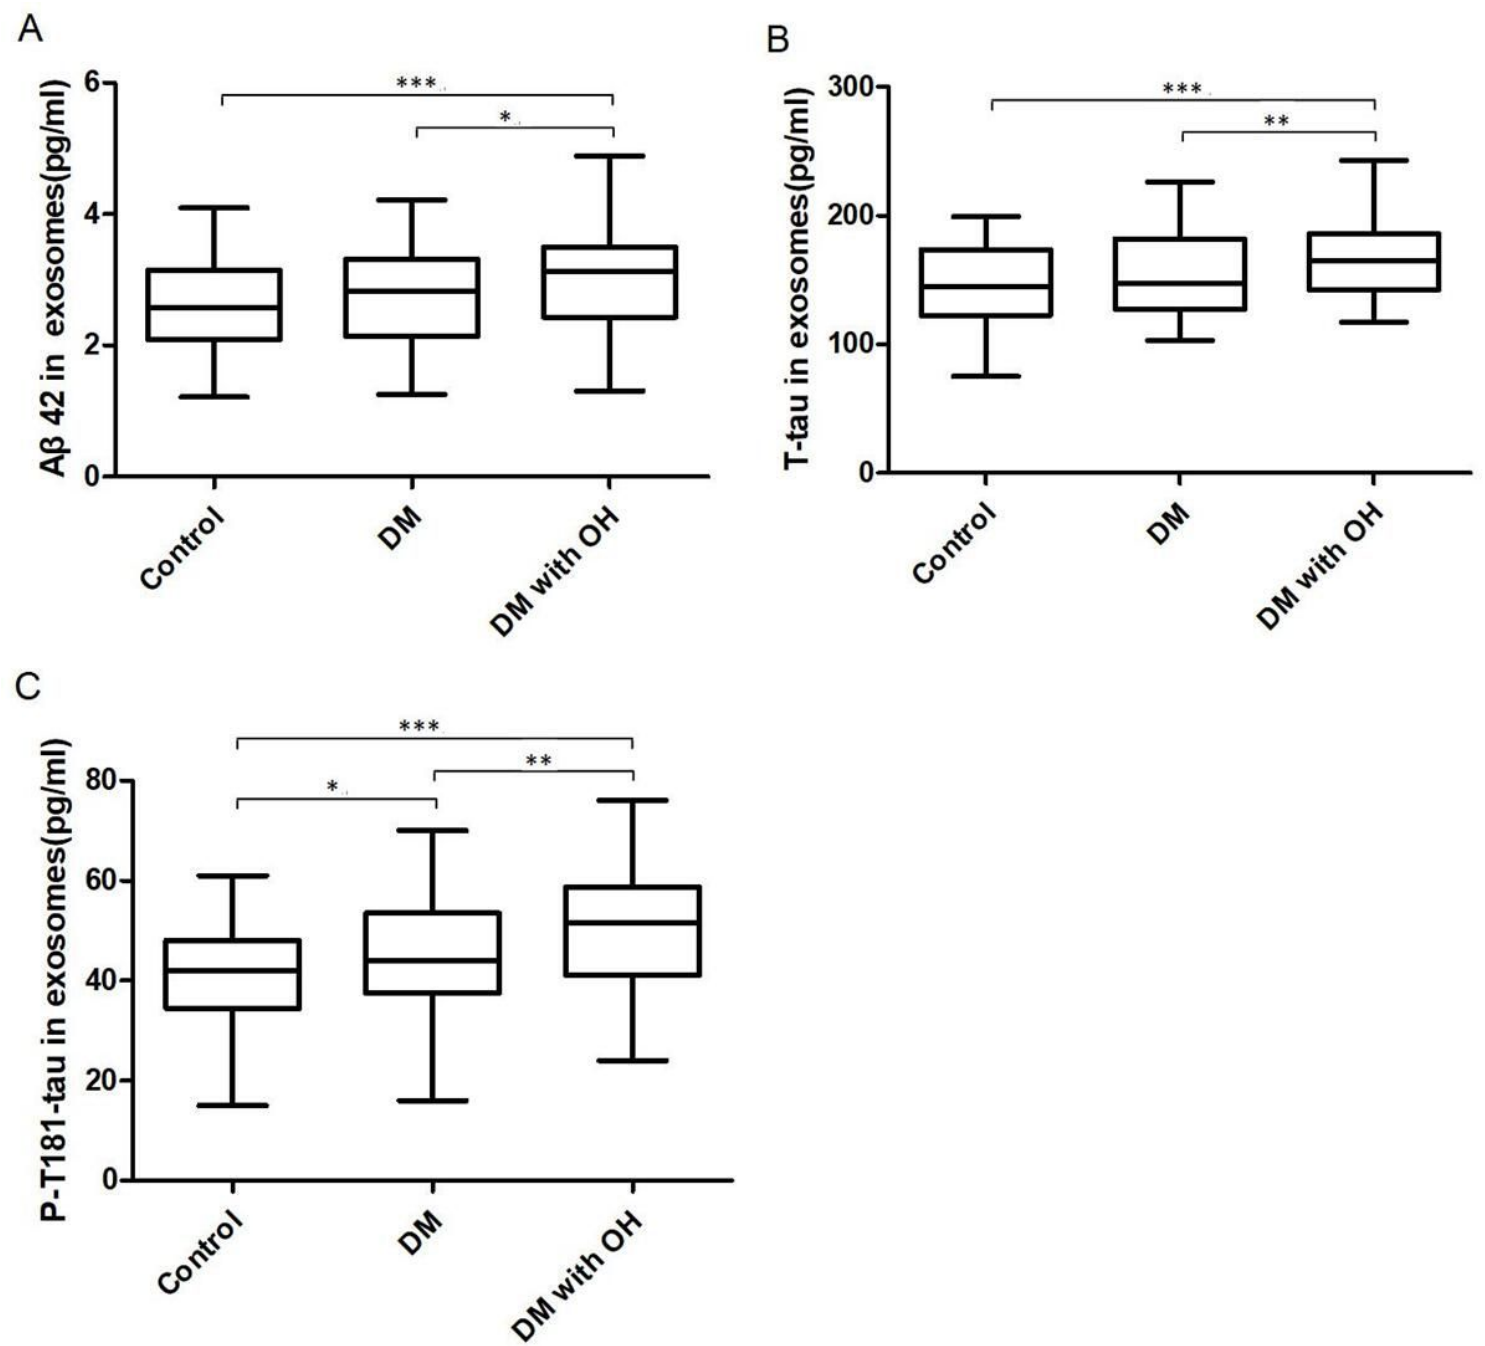 A
Aβ 42 in exosomes(pg/ml)
6
4
2
0
***
*
Control
DM
DM with OH
B
T-tau in exosomes(pg/ml)
300
200
100
0
***
**
Control
DM
DM with OH
C
P-T181-tau in exosomes(pg/ml)
80
60
40
20
0
***
**
*
Control
DM
DM with OH